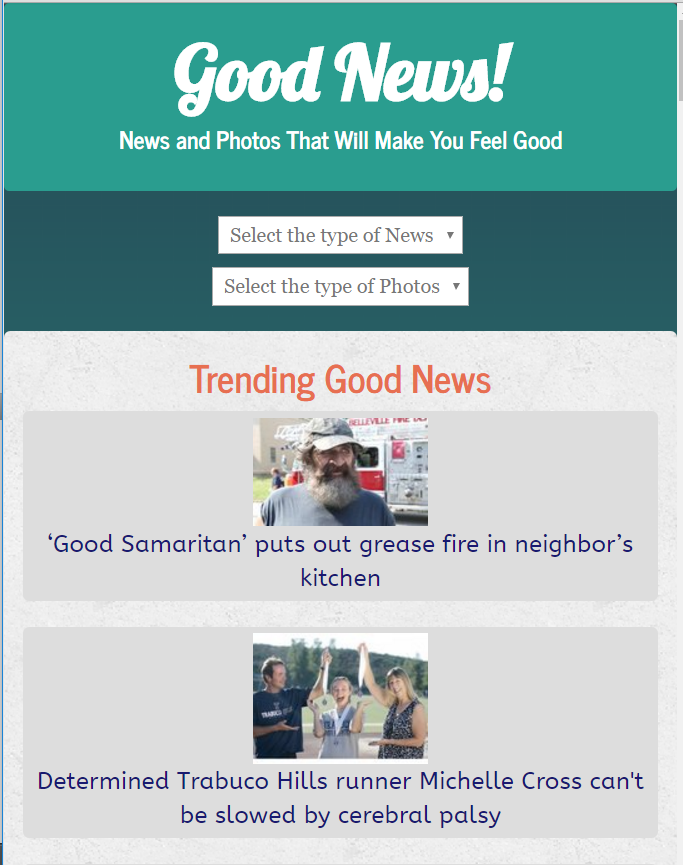 Good News!
News and Photos That Will Make You Feel Good
Select the type of News
Select the type of Photos
Trending Good News
BELLEVILLE FIRE
‘Good Samaritan’ puts out grease fire in neighbor’s
kitchen
TRABUCO
Determined Trabuco Hills runner Michelle Cross can't
be slowed by cerebral palsy